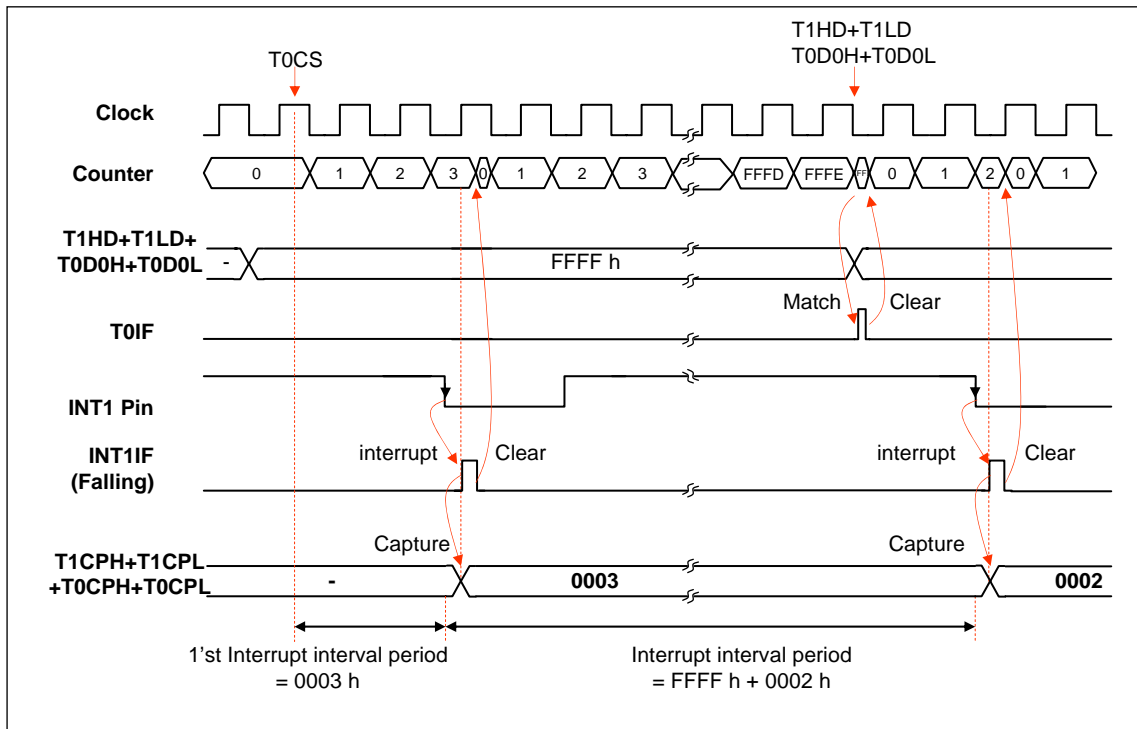 T0CS
T1HD+T1LD
T0D0H+T0D0L
Clock
Counter
0 1 2 3 0 1 2 3 FFFD FFFE FF 0 1 2 0 1
T1HD+T1LD+
T0D0H+T0D0L
-
FFFF h
Match
Clear
T0IF
INT1 Pin
interrupt
Clear
interrupt
Clear
INT1IF
(Falling)
Capture
Capture
T1CPH+T1CPL
+T0CPH+T0CPL
-
0003
0002
1'st Interrupt interval period
= 0003 h
Interrupt interval period
= FFFF h + 0002 h